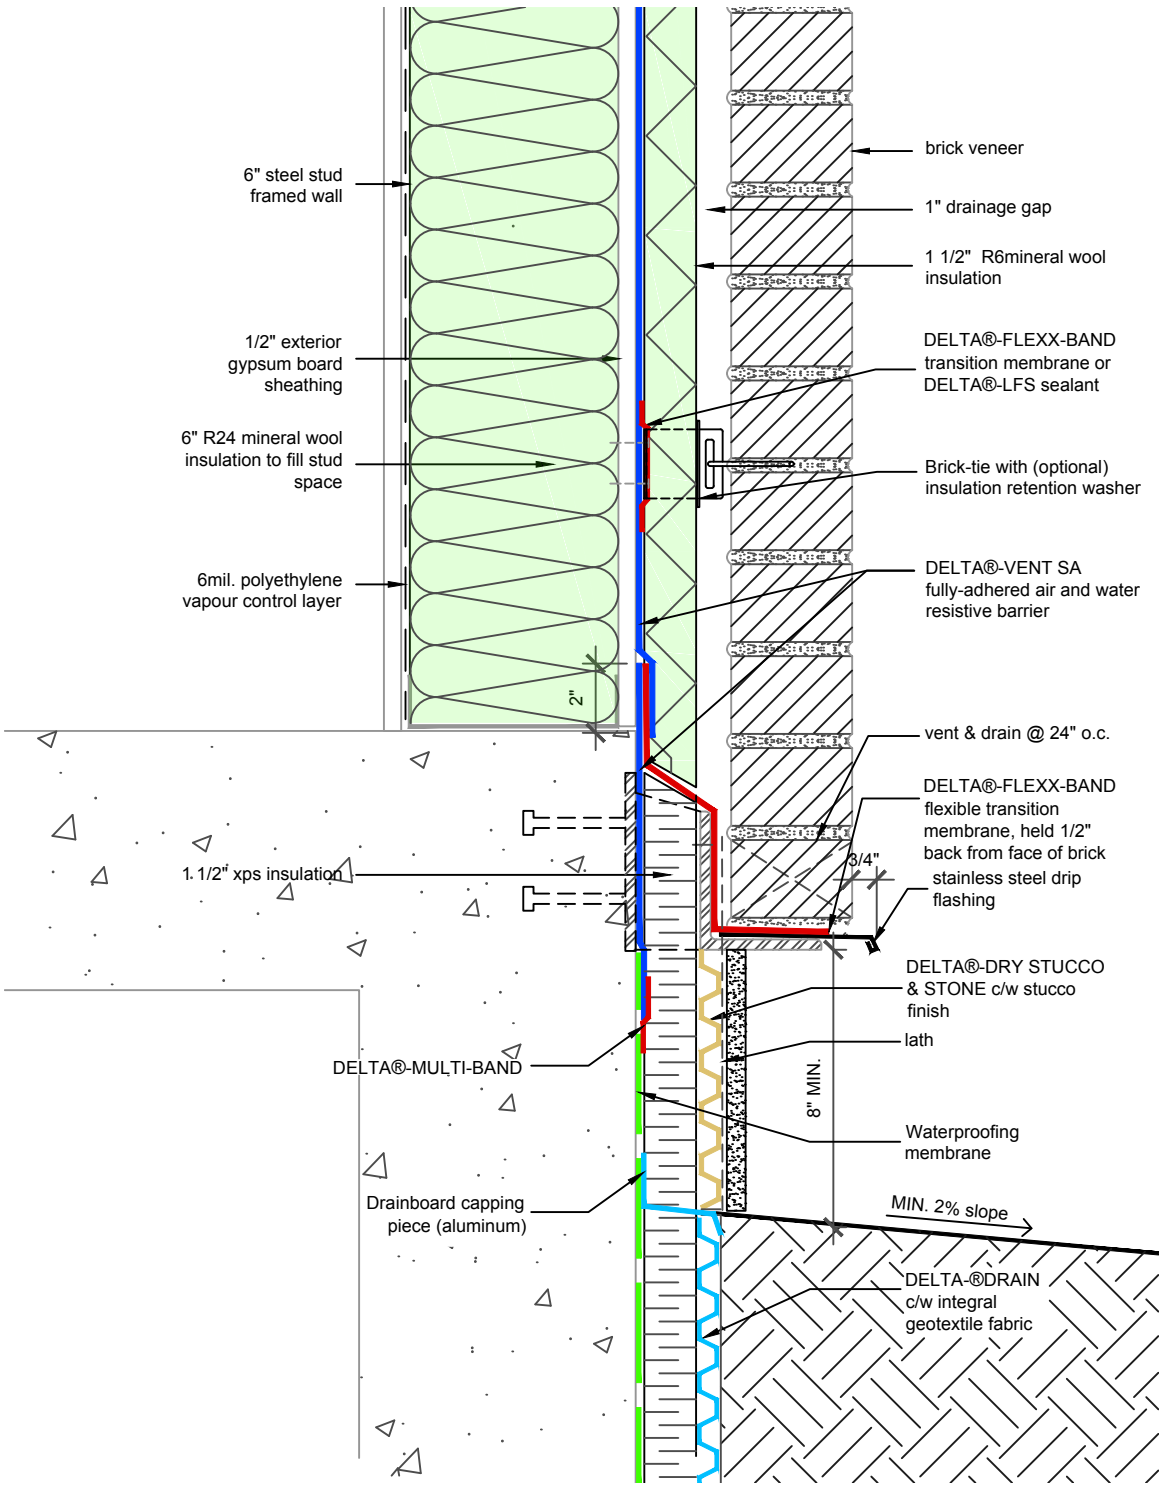 6" steel stud
framed wall
1/2" exterior
gypsum board
sheathing
6" R24 mineral wool
insulation to fill stud
space
6mil. polyethylene
vapour control layer
2"
1. 1/2" xps insulation
DELTA®-MULTI-BAND
Drainboard capping
piece (aluminum)
brick veneer
1" drainage gap
1 1/2" R6mineral wool
insulation
DELTA®-FLEXX-BAND
transition membrane or
DELTA®-LFS sealant
Brick-tie with (optional)
insulation retention washer
DELTA®-VENT SA
fully-adhered air and water
resistive barrier
vent & drain @ 24" o.c.
DELTA®-FLEXX-BAND
flexible transition
membrane, held 1/2"
back from face of brick
3/4"
stainless steel drip
flashing
DELTA®-DRY STUCCO
& STONE c/w stucco
finish
lath
8" MIN.
Waterproofing
membrane
MIN. 2% slope
DELTA-®DRAIN
c/w integral
geotextile fabric